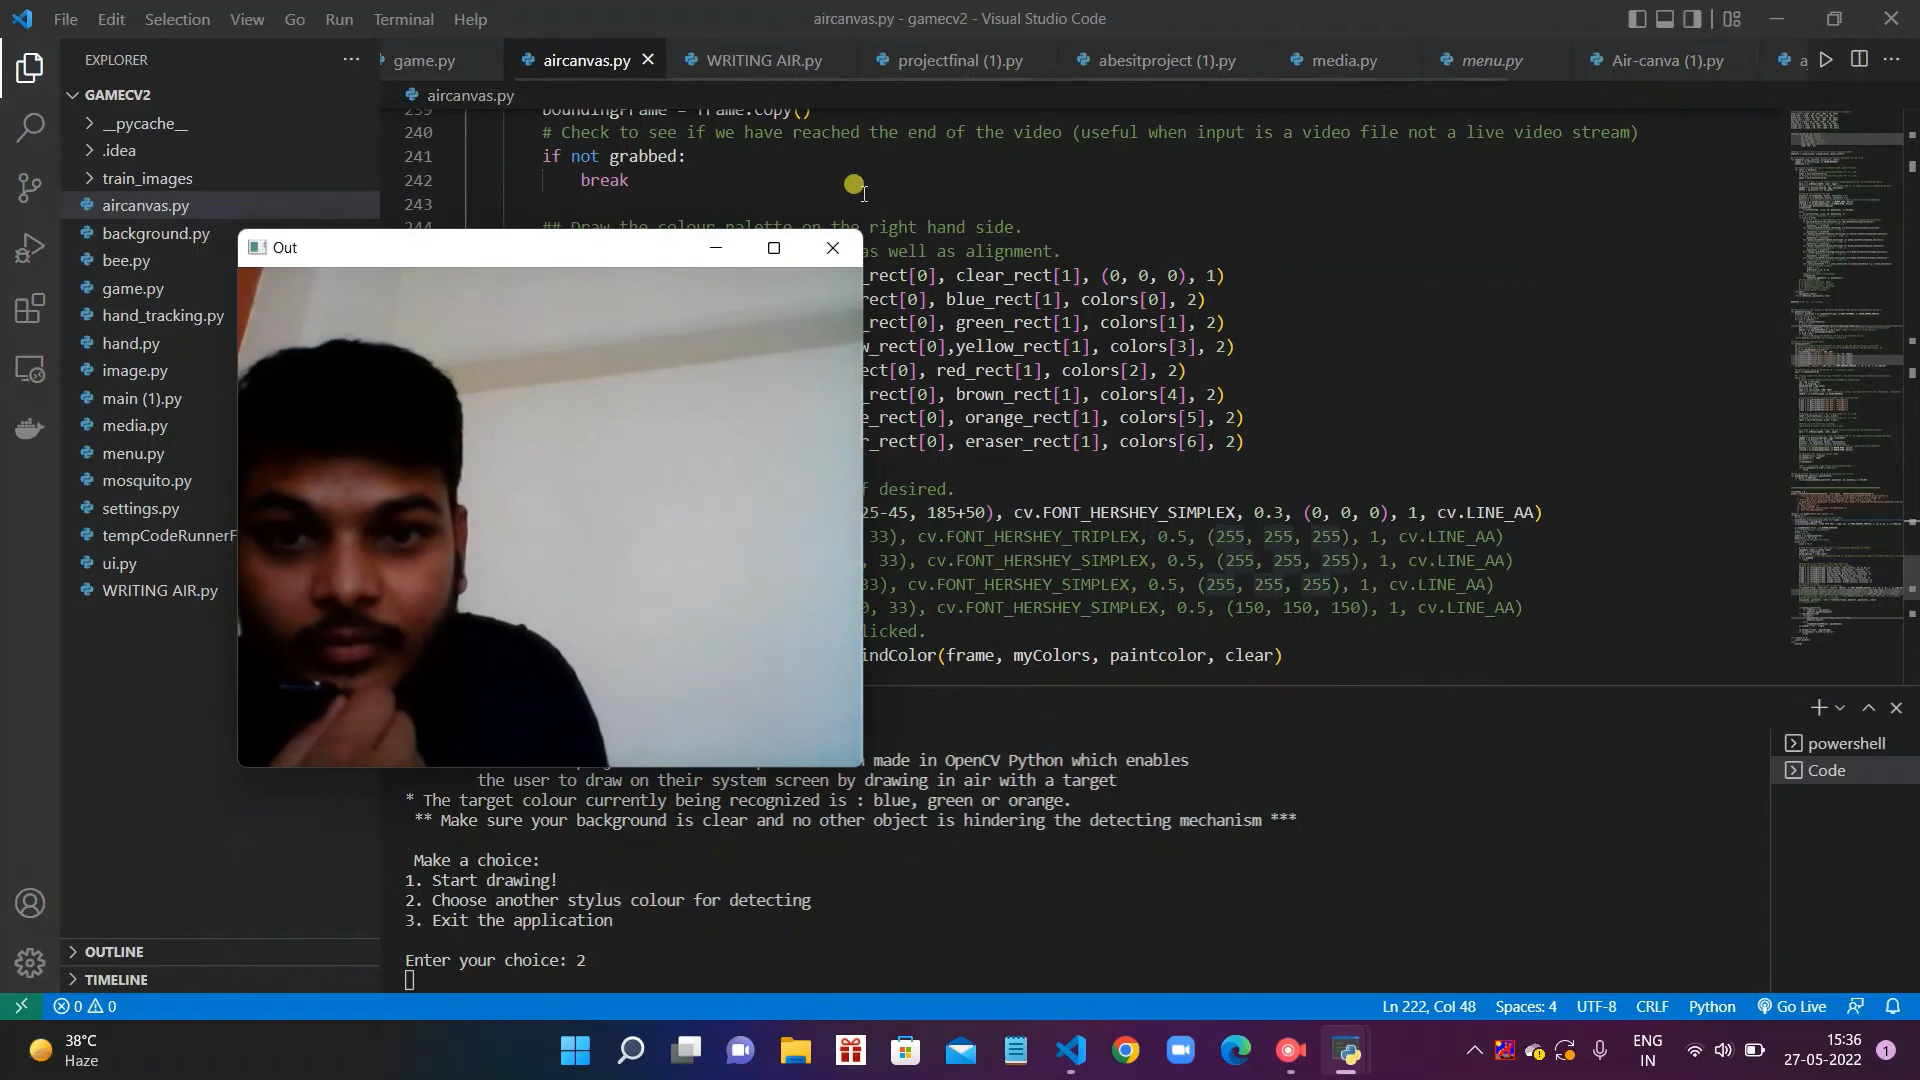 File Edit Selection View Go Run Terminal Help
aircanvas.py - gamecv2 - Visual Studio Code
EXPLORER
game.py
aircanvas.py
WRITING AIR.py
projectfinal (1).py
abesitproject (1).py
media.py
menu.py
Air-canva (1).py
a
GAMECV2
__pycache__
.idea
train_images
aircanvas.py
background.py
bee.py
game.py
hand_tracking.py
hand.py
image.py
main (1).py
media.py
menu.py
mosquito.py
settings.py
tempCodeRunnerF
ui.py
WRITING AIR.py
OUTLINE
TIMELINE
aircanvas.py
239 boundingFrame = frame.copy()
240 # Check to see if we have reached the end of the video (useful when input is a video file not a live video stream)
241 if not grabbed:
242 break
243
244 ## Draw the colour palette on the right hand side.
as well as alignment.
_rect[0], clear_rect[1], (0, 0, 0), 1)
rect[0], blue_rect[1], colors[0], 2)
_rect[0], green_rect[1], colors[1], 2)
w_rect[0],yellow_rect[1], colors[3], 2)
ect[0], red_rect[1], colors[2], 2)
_rect[0], brown_rect[1], colors[4], 2)
e_rect[0], orange_rect[1], colors[5], 2)
r_rect[0], eraser_rect[1], colors[6], 2)
f desired.
25-45, 185+50), cv.FONT_HERSHEY_SIMPLEX, 0.3, (0, 0, 0), 1, cv.LINE_AA)
33), cv.FONT_HERSHEY_TRIPLEX, 0.5, (255, 255, 255), 1, cv.LINE_AA)
, 33), cv.FONT_HERSHEY_SIMPLEX, 0.5, (255, 255, 255), 1, cv.LINE_AA)
33), cv.FONT_HERSHEY_SIMPLEX, 0.5, (255, 255, 255), 1, cv.LINE_AA)
0, 33), cv.FONT_HERSHEY_SIMPLEX, 0.5, (150, 150, 150), 1, cv.LINE_AA)
licked.
indColor(frame, myColors, paintcolor, clear)
Out
made in OpenCV Python which enables
the user to draw on their system screen by drawing in air with a target
* The target colour currently being recognized is : blue, green or orange.
** Make sure your background is clear and no other object is hindering the detecting mechanism ***
Make a choice:
1. Start drawing!
2. Choose another stylus colour for detecting
3. Exit the application
Enter your choice: 2
powershell
Code
0 0
Ln 222, Col 48 Spaces: 4 UTF-8 CRLF Python Go Live
38°C
Haze
ENG
IN
15:36
27-05-2022
1